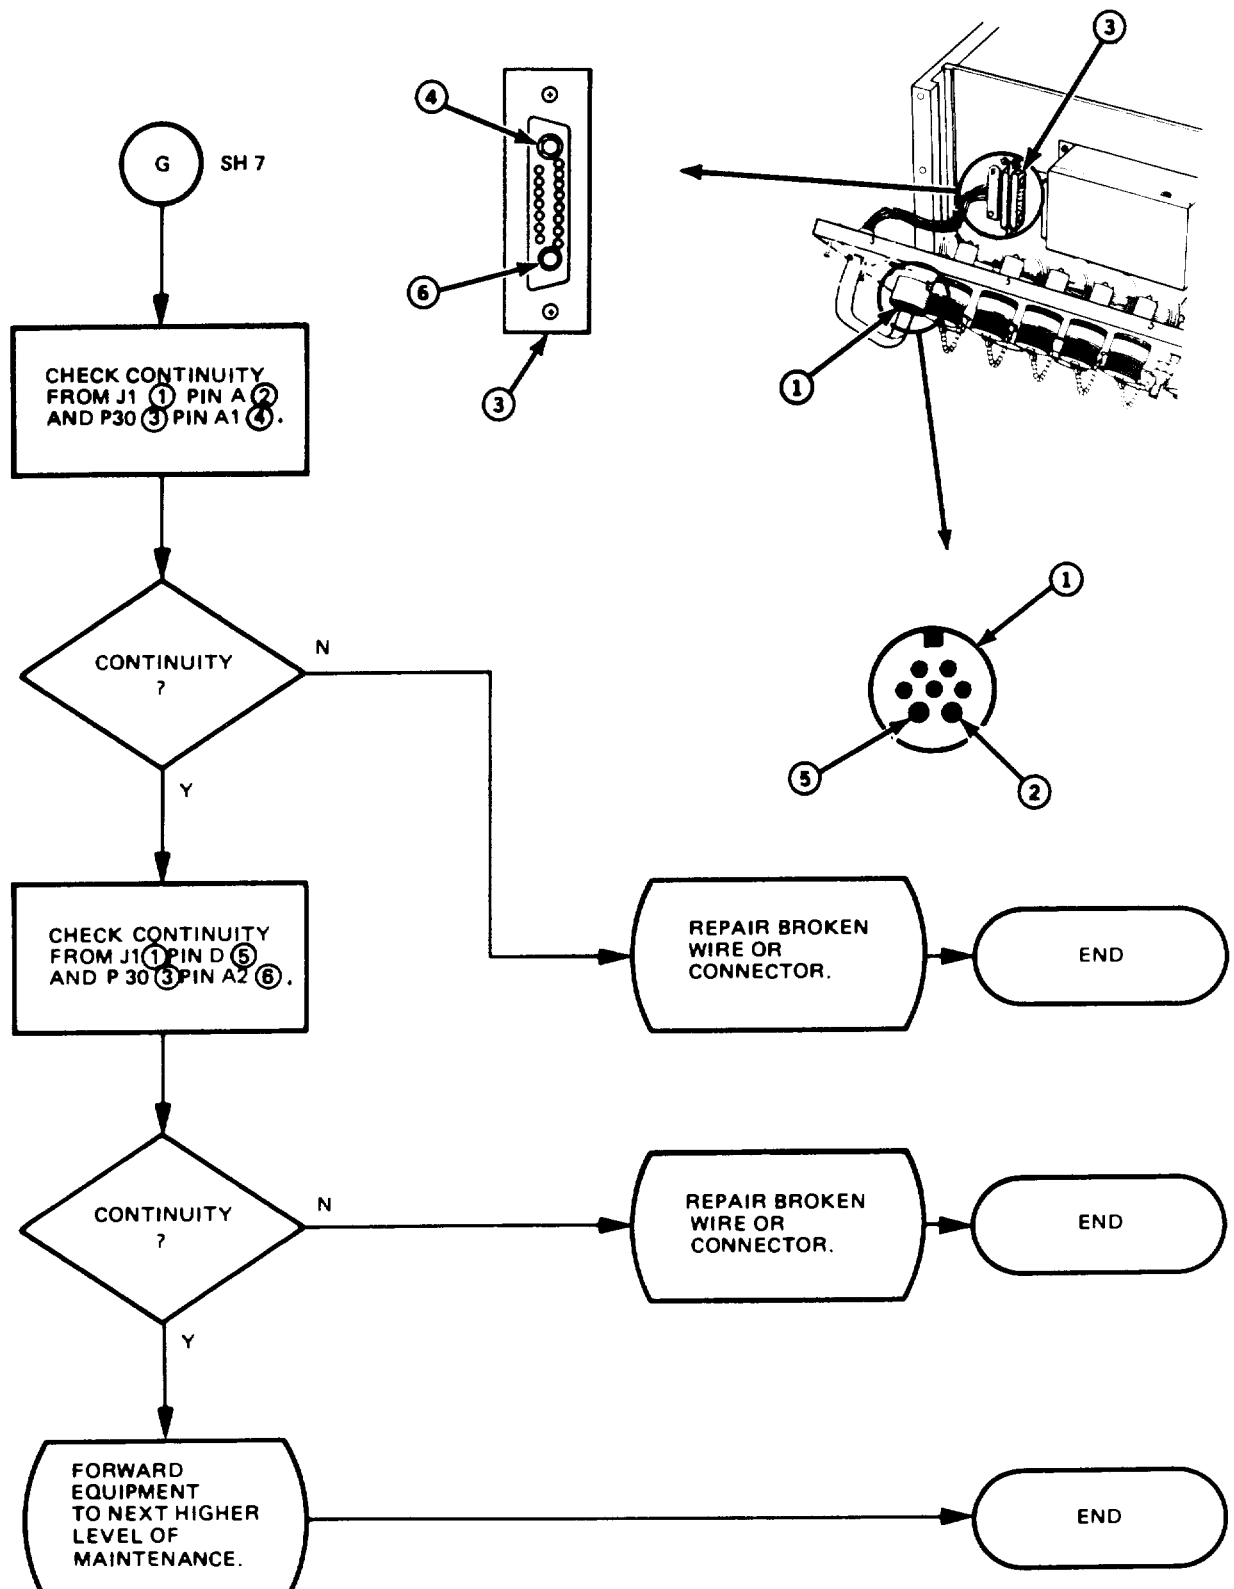 G SH 7
4
6
3
3
1
CHECK CONTINUITY
FROM J1 ① PIN A ②
AND P30 ③ PIN A1 ④.
CONTINUITY
?
N
Y
1
5
2
CHECK CONTINUITY
FROM J1 ① PIN D ⑤
AND P 30 ③ PIN A2 ⑥.
REPAIR BROKEN
WIRE OR
CONNECTOR.
END
CONTINUITY
?
N
Y
REPAIR BROKEN
WIRE OR
CONNECTOR.
END
FORWARD
EQUIPMENT
TO NEXT HIGHER
LEVEL OF
MAINTENANCE.
END